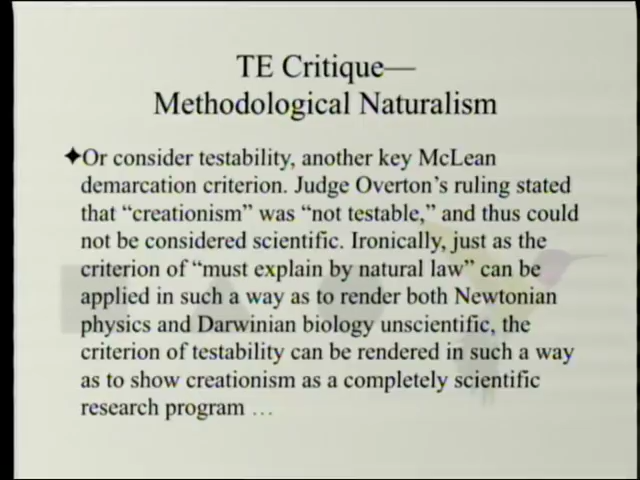 TE Critique—
Methodological Naturalism
✦Or consider testability, another key McLean
demarcation criterion. Judge Overton’s ruling stated
that “creationism” was “not testable,” and thus could
not be considered scientific. Ironically, just as the
criterion of “must explain by natural law” can be
applied in such a way as to render both Newtonian
physics and Darwinian biology unscientific, the
criterion of testability can be rendered in such a way
as to show creationism as a completely scientific
research program …